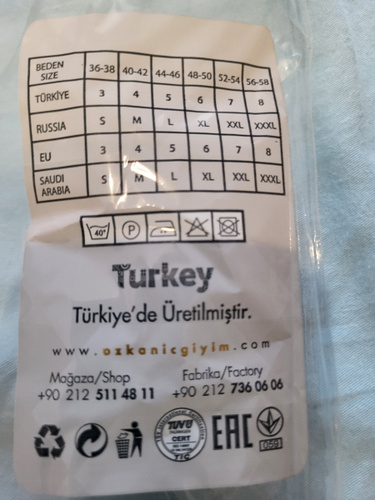 BEDEN SIZE 36-38 40-42 44-46 48-50 52-54 56-58
TÜRKİYE 3 4 5 6 7 8
RUSSIA S M L XL XXL XXXL
EU 3 4 5 6 7 8
SAUDI ARABIA S M L XL XXL XXXL
40° P
Turkey
Türkiye'de Üretilmiştir.
www.ozkanicgiyim.com
Mağaza/Shop Fabrika/Factory
+90 212 511 48 11 +90 212 736 06 06
TUVU
CERT
TIC
EAC
059